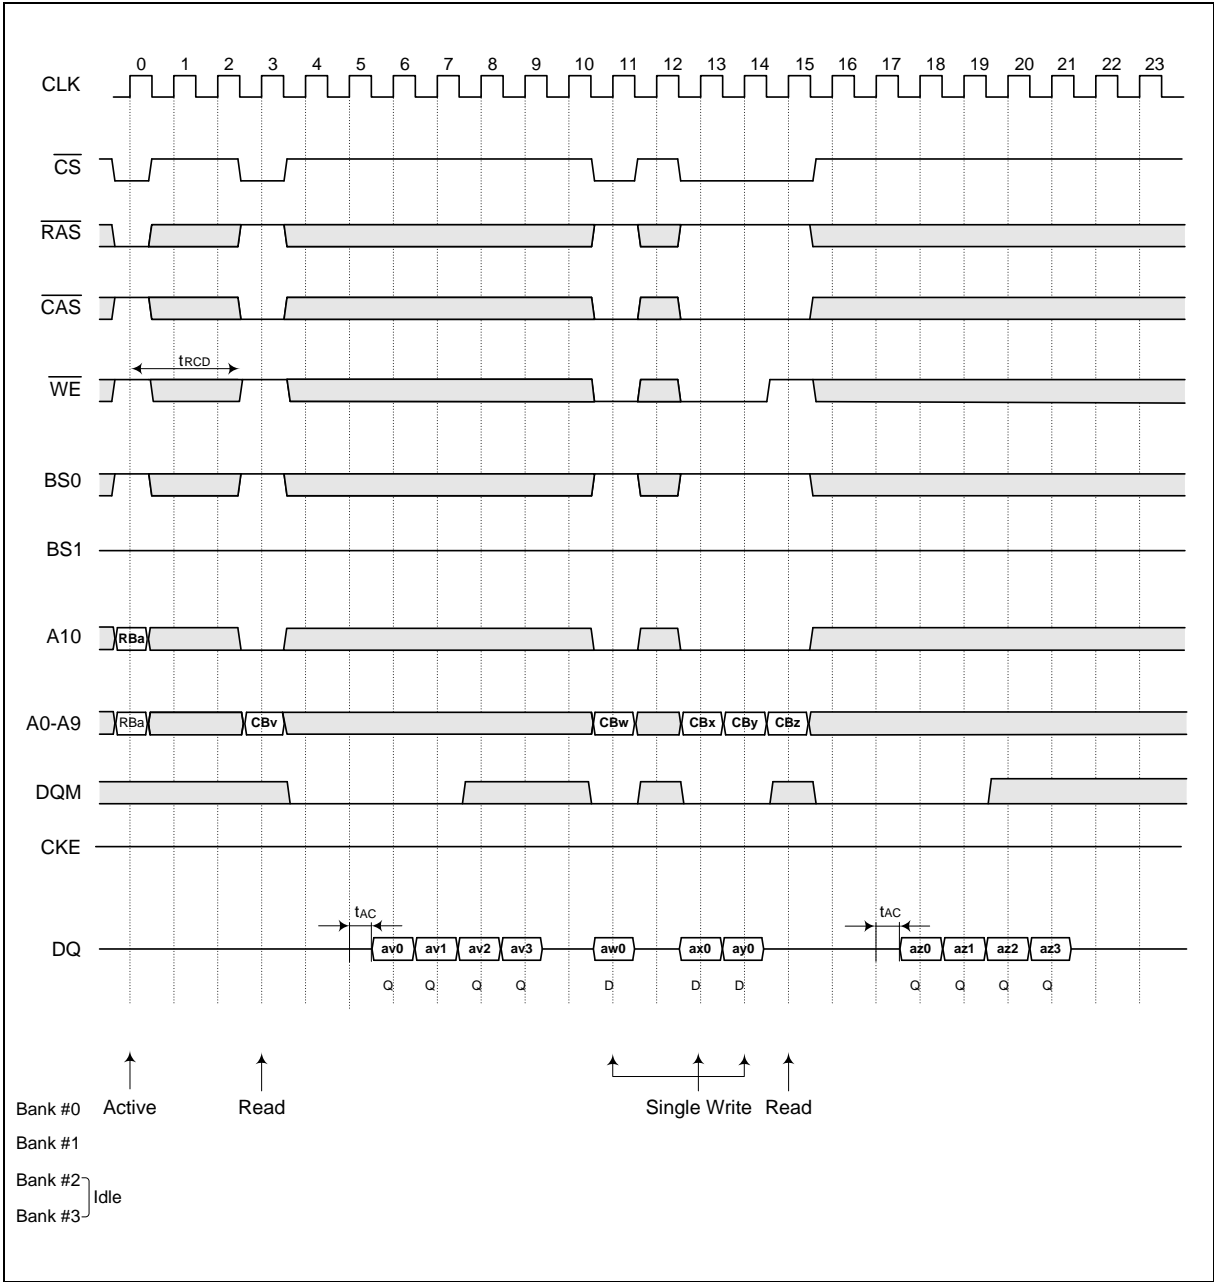 0 1 2 3 4 5 6 7 8 9 10 11 12 13 14 15 16 17 18 19 20 21 22 23
CLK
CS
RAS
CAS
tRCD
WE
BS0
BS1
A10 RBa
A0-A9 RBa CBv CBw CBx CBy CBz
DQM
CKE
tAC tAC
DQ av0 av1 av2 av3 aw0 ax0 ay0 az0 az1 az2 az3
Q Q Q Q D D D Q Q Q Q
Bank #0 Active Read Single Write Read
Bank #1
Bank #2
Idle
Bank #3